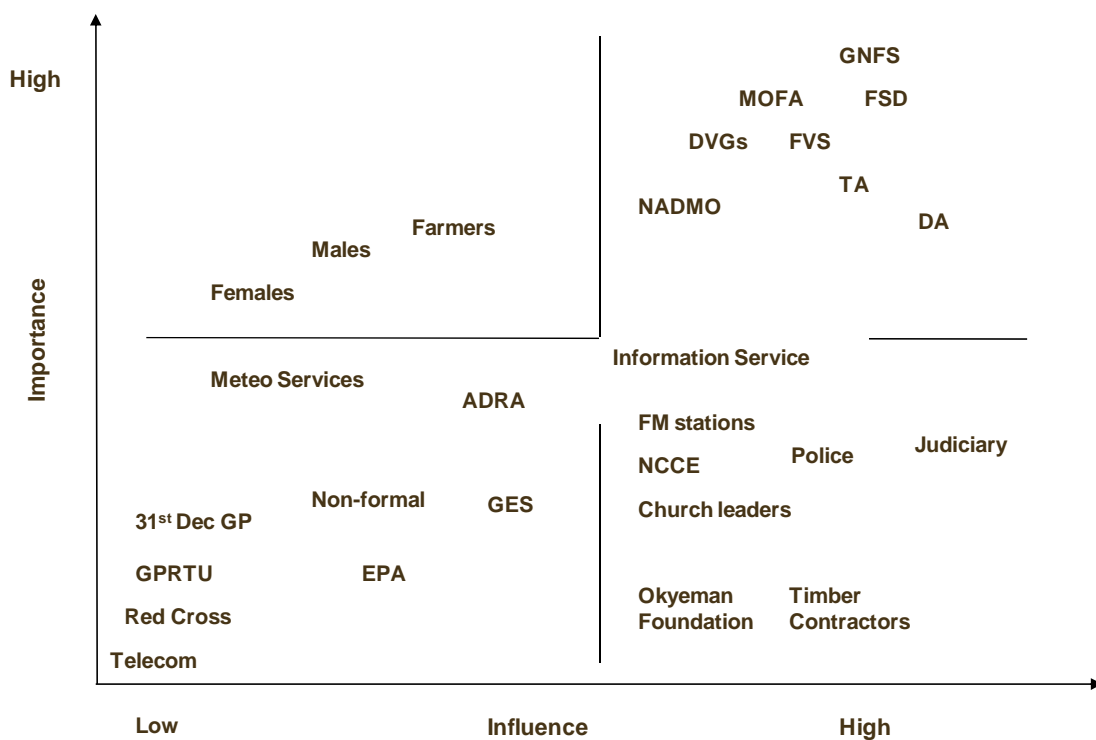 GNFS
High
MOFA FSD
DVGs FVS
TA
NADMO
DA
Farmers
Males
Females
Importance
Information Service
Meteo Services
ADRA
FM stations
Judiciary
Police
NCCE
Non-formal
GES
Church leaders
31st Dec GP
GPRTU EPA
Okyeman
Foundation
Timber
Contractors
Red Cross
Telecom
Low Influence High